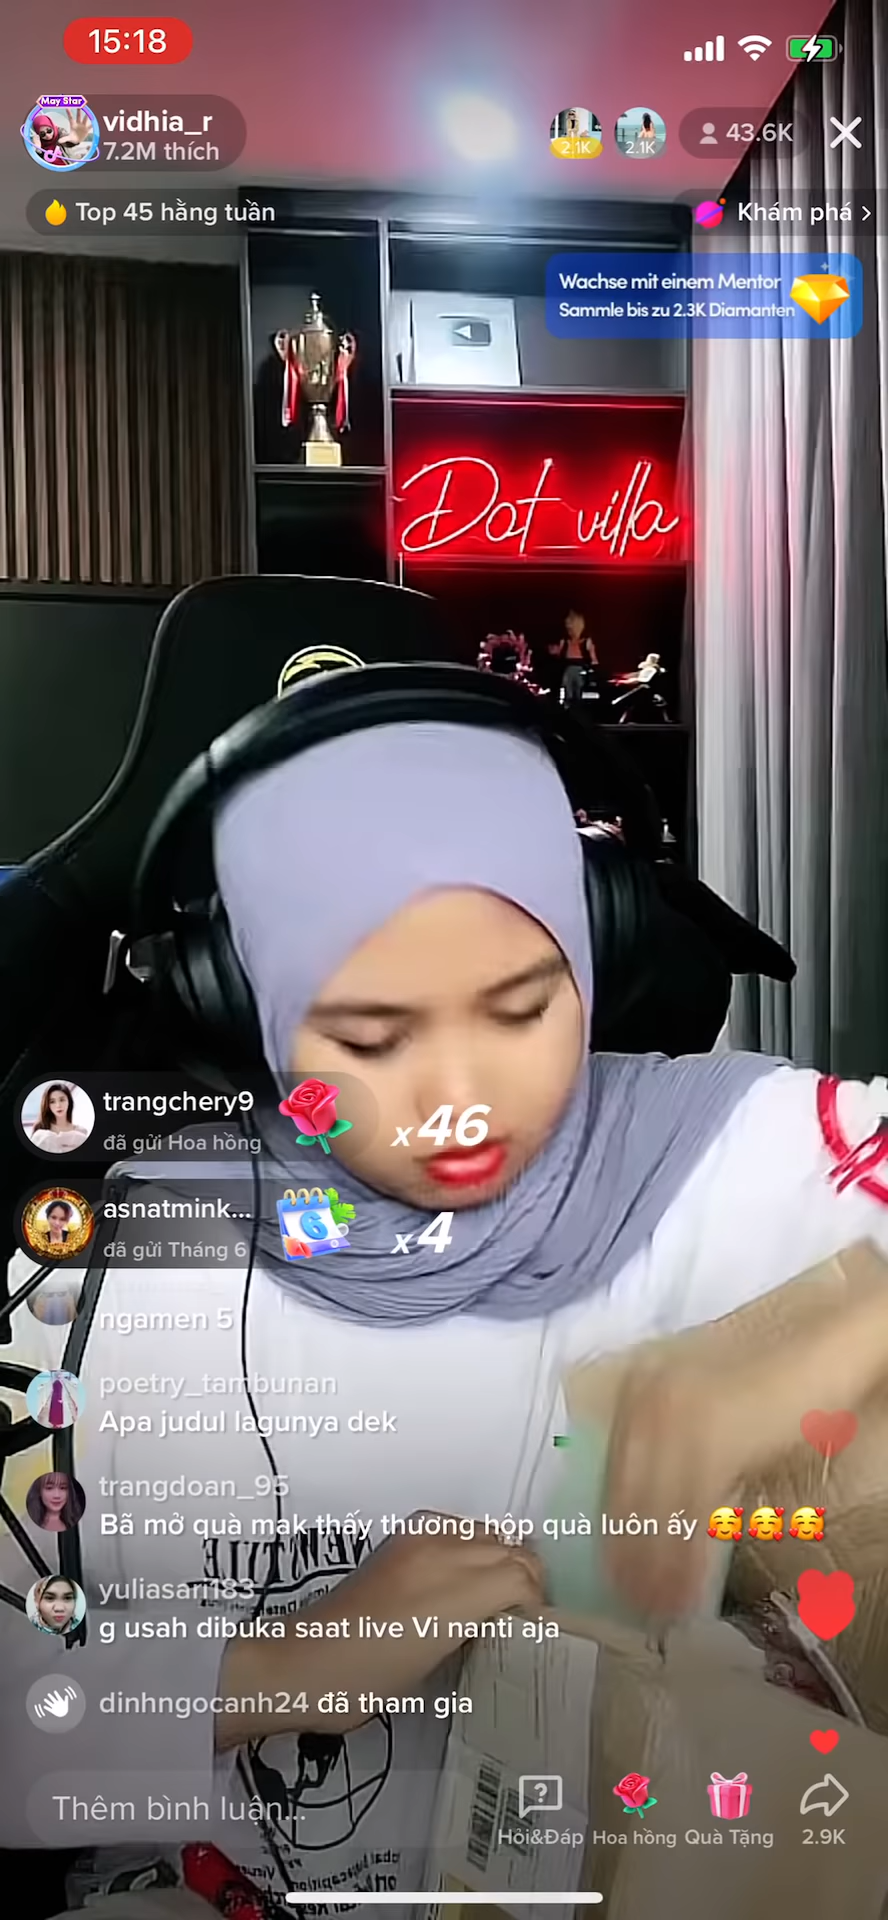 15:18
May Star
vidhia_r
7.2M thích
2.1K
2.1K
43.6K
Top 45 hằng tuần
Khám phá >
Wachse mit einem Mentor
Sammle bis zu 2.3K Diamanten
Dot villa
trangchery9
đã gửi Hoa hồng
x46
asnatmink...
đã gửi Tháng 6
6
x4
ngamen 5
poetry_tambunan
Apa judul lagunya dek
trangdoan_95
Bã mở quà mak thấy thương hộp quà luôn ấy 🥰🥰🥰
NEWSTILE
yuliasari183
g usah dibuka saat live Vi nanti aja
dinhngocanh24 đã tham gia
Thêm bình luận...
Hỏi&Đáp
Hoa hồng
Quà Tặng
2.9K